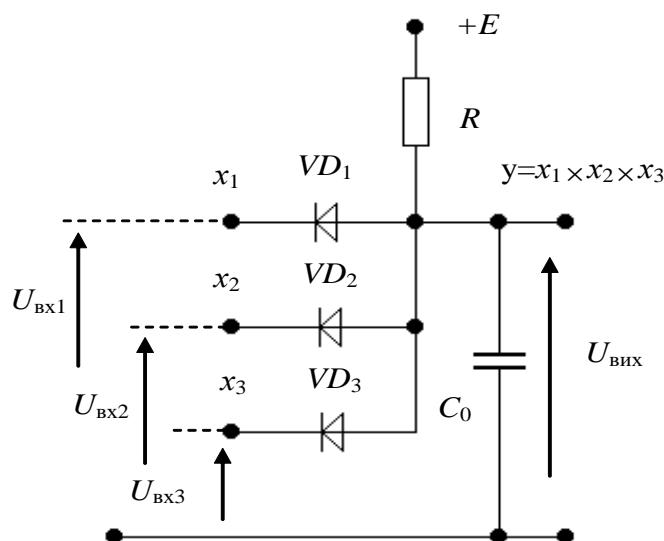 +E
R
x₁ VD₁ y=x₁×x₂×x₃
x₂ VD₂
Uвх1
Uвих
x₃ VD₃
Uвх2 C₀
Uвх3